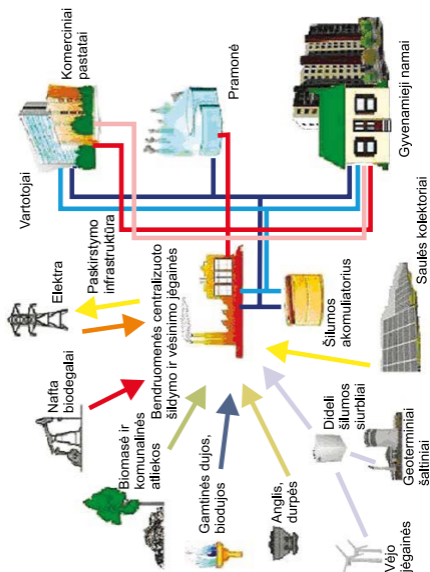 Nafta
biodegalai
Elektra
Paskirstymo
infrastruktūra
Vartotojai
Komerciniai
pastatai
Biomasė ir
komunalinės
atliekos
Bendruomenės centralizuoto
šildymo ir vėsinimo jėgainės
Pramonė
Gamtinės dujos,
biodujos
Anglis,
durpės
Šilumos
akomuliatorius
Gyvenamieji namai
Vėjo
jėgainės
Dideli
šilumos
siurbliai
Geoterminiai
šaltiniai
Saulės kolektoriai